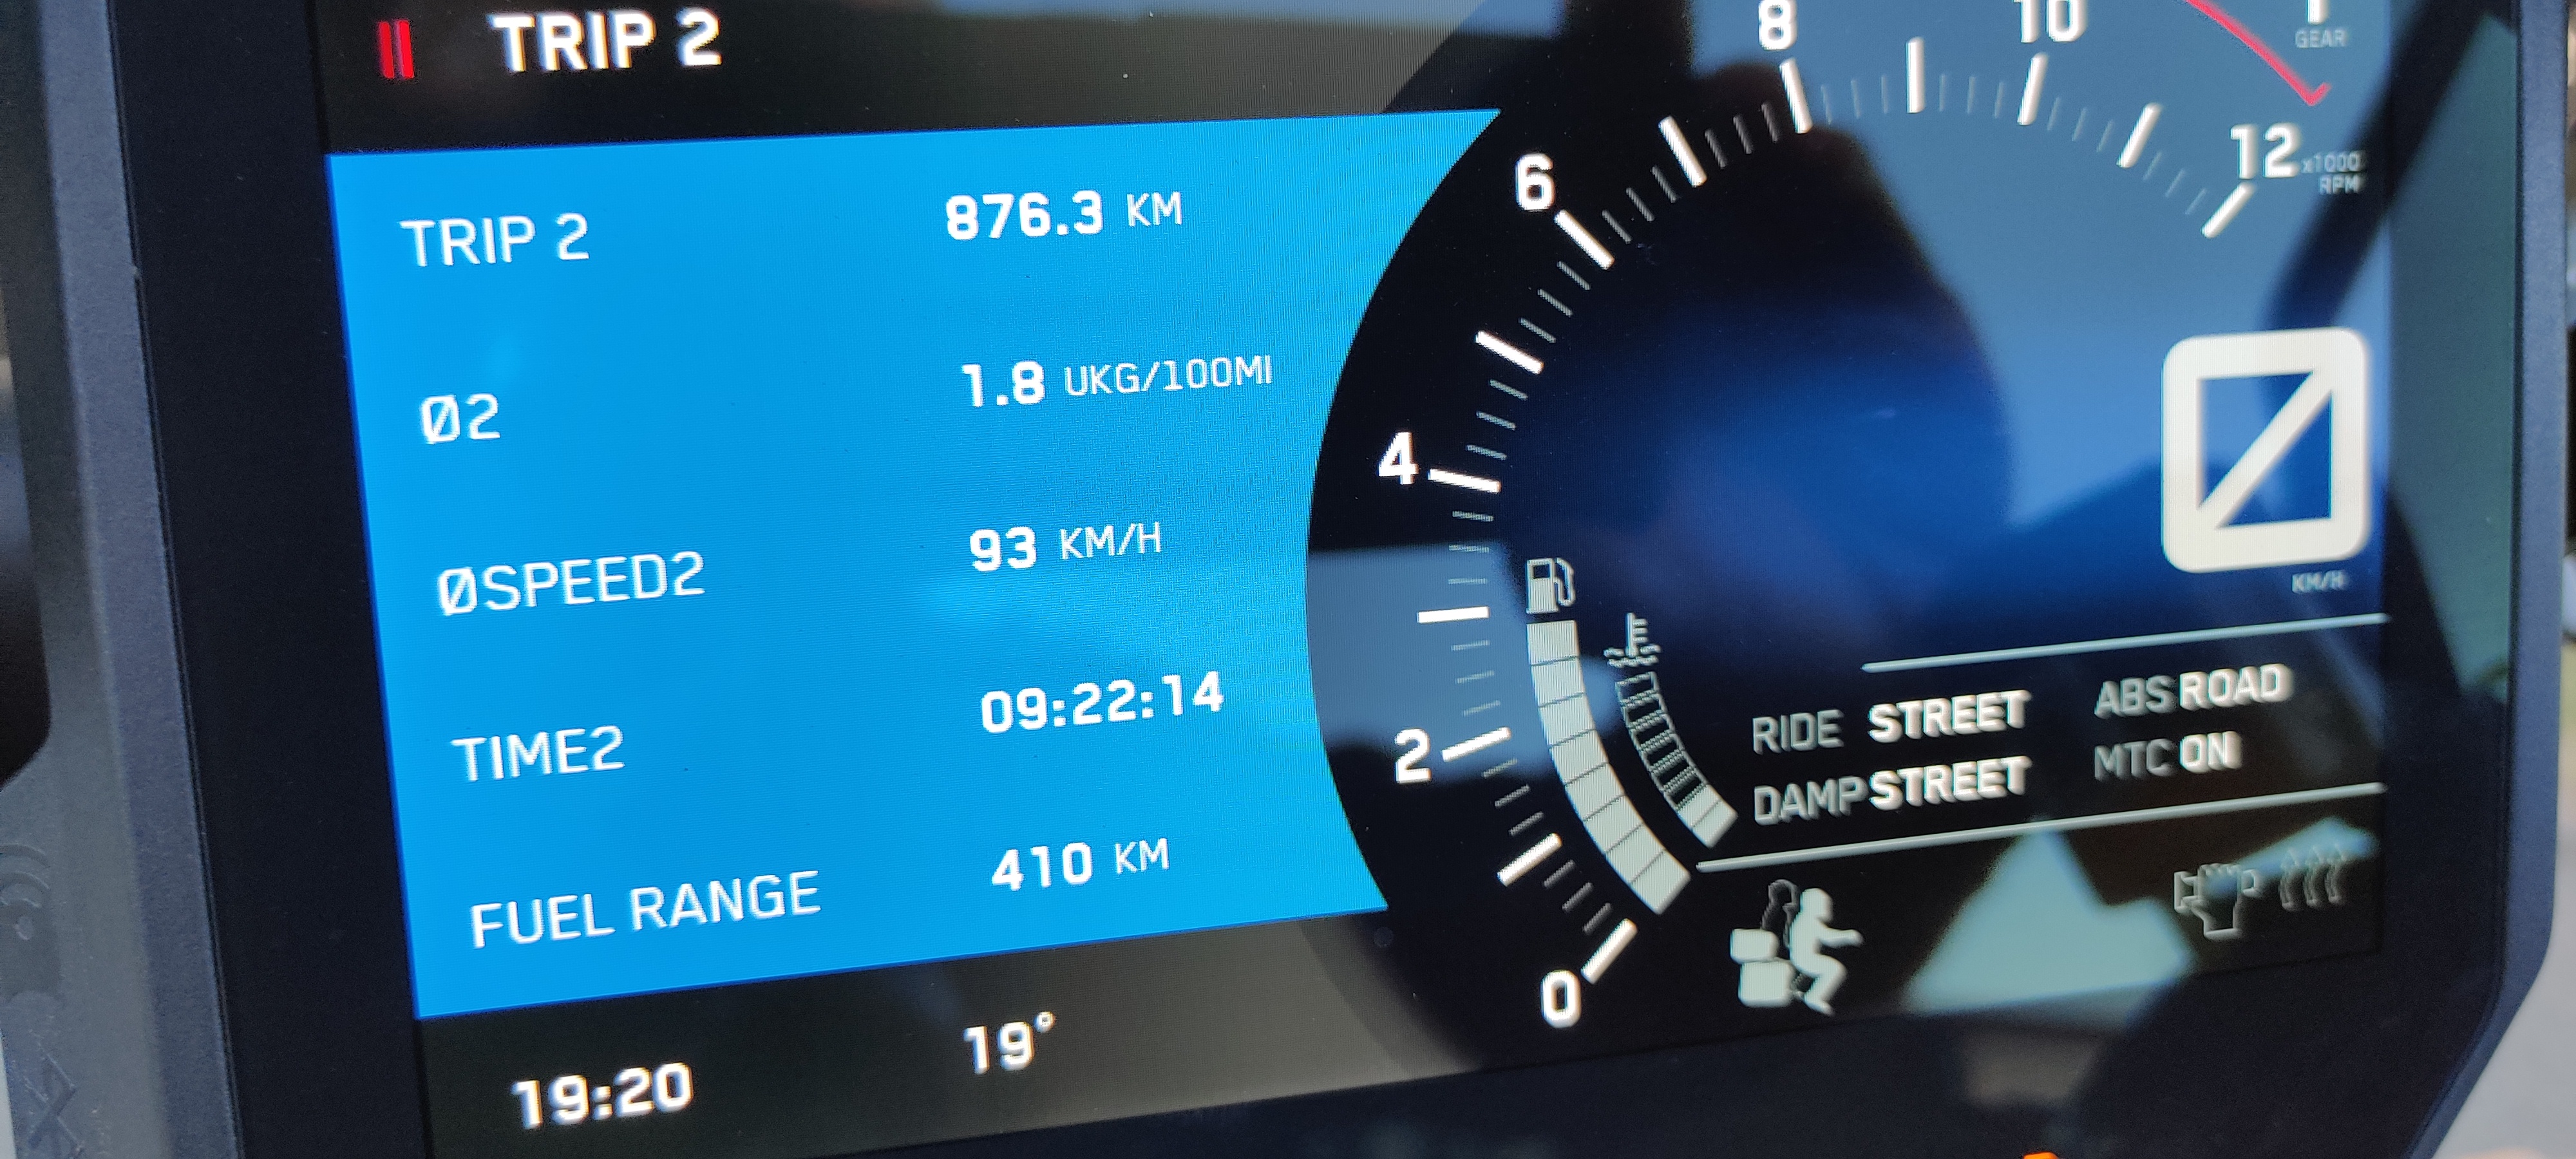 TRIP 2
TRIP 2 876.3 KM
Ø2 1.8 UKG/100MI
ØSPEED2 93 KM/H
TIME2 09:22:14
FUEL RANGE 410 KM
19:20 19°
0
2
4
6
8
10
12 x1000
RPM
GEAR
0
KM/H
RIDE STREET ABS ROAD
DAMP STREET MTC ON